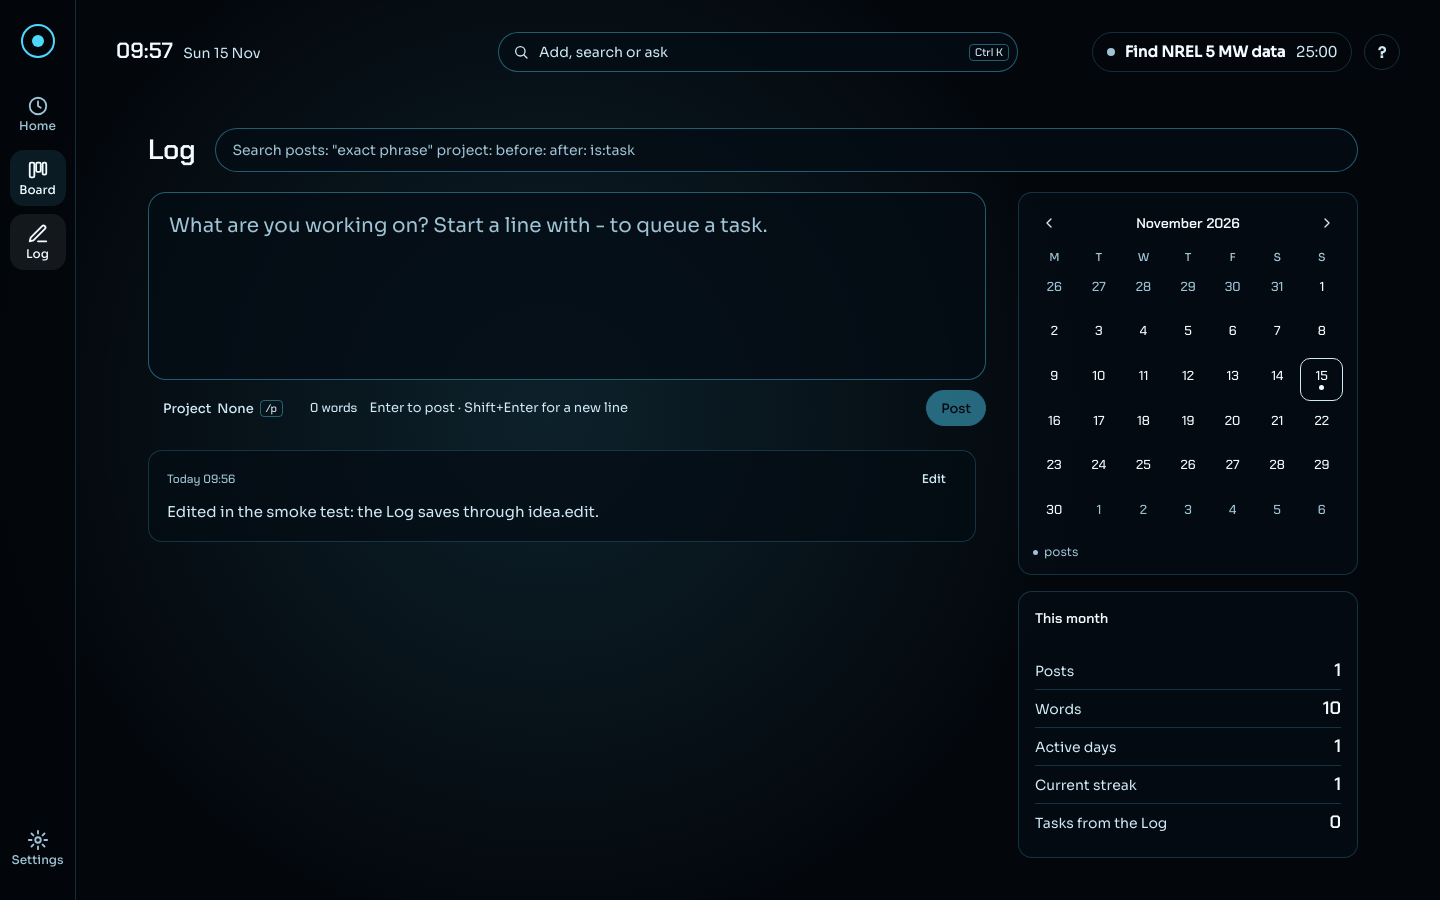 09:57 Sun 15 Nov
Add, search or ask Ctrl K
Find NREL 5 MW data 25:00 ?
Home
Board
Log
Settings
Log
Search posts: "exact phrase" project: before: after: is:task
What are you working on? Start a line with - to queue a task.
Project None /p 0 words Enter to post · Shift+Enter for a new line Post
Today 09:56 Edit
Edited in the smoke test: the Log saves through idea.edit.
November 2026
M T W T F S S
26 27 28 29 30 31 1
2 3 4 5 6 7 8
9 10 11 12 13 14 15
16 17 18 19 20 21 22
23 24 25 26 27 28 29
30 1 2 3 4 5 6
posts
This month
Posts 1
Words 10
Active days 1
Current streak 1
Tasks from the Log 0